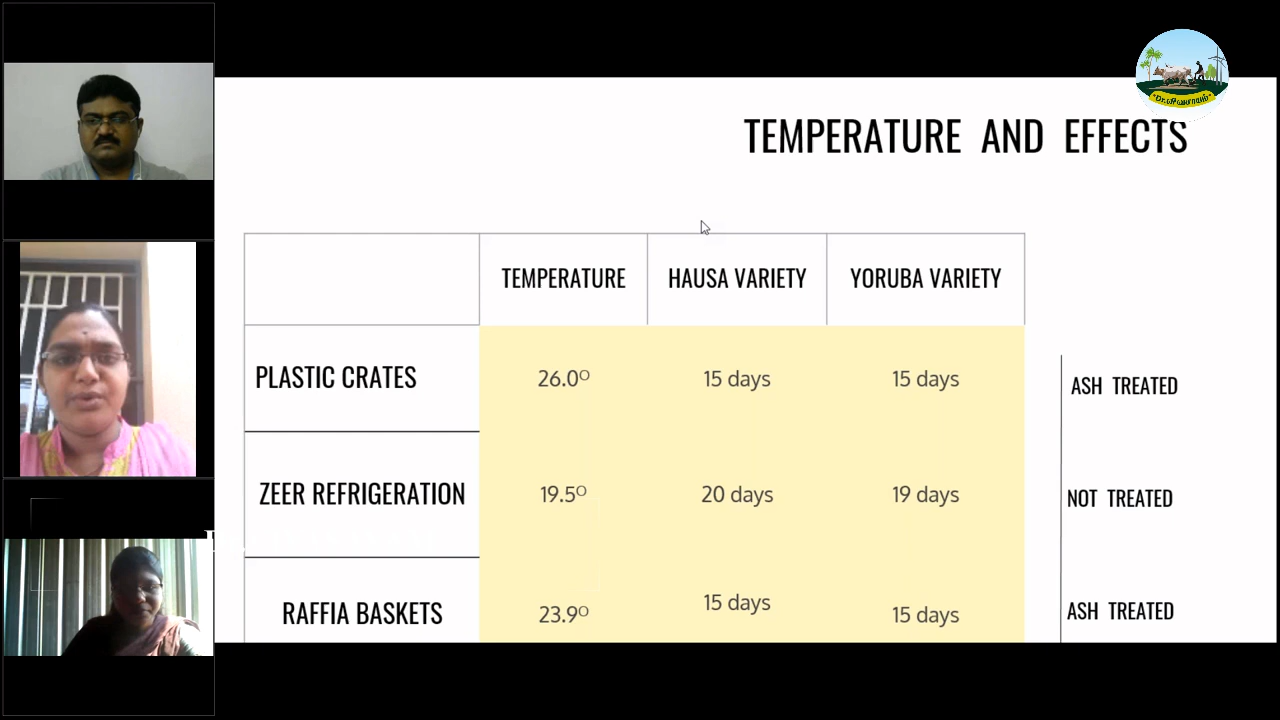 TEMPERATURE AND EFFECTS
TEMPERATURE HAUSA VARIETY YORUBA VARIETY
PLASTIC CRATES 26.0º 15 days 15 days ASH TREATED
ZEER REFRIGERATION 19.5º 20 days 19 days NOT TREATED
RAFFIA BASKETS 23.9º 15 days 15 days ASH TREATED